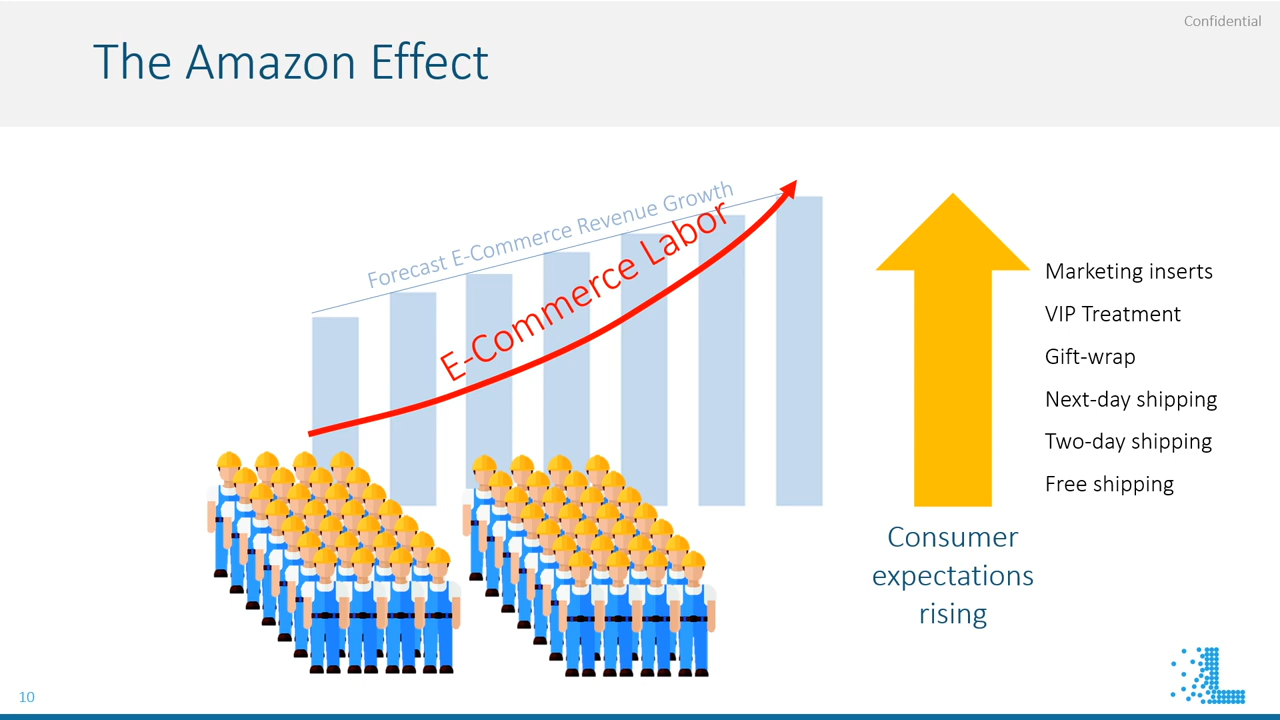 Confidential
The Amazon Effect
Forecast E-Commerce Revenue Growth
E-Commerce Labor
Marketing inserts
VIP Treatment
Gift-wrap
Next-day shipping
Two-day shipping
Free shipping
Consumer
expectations
rising
10